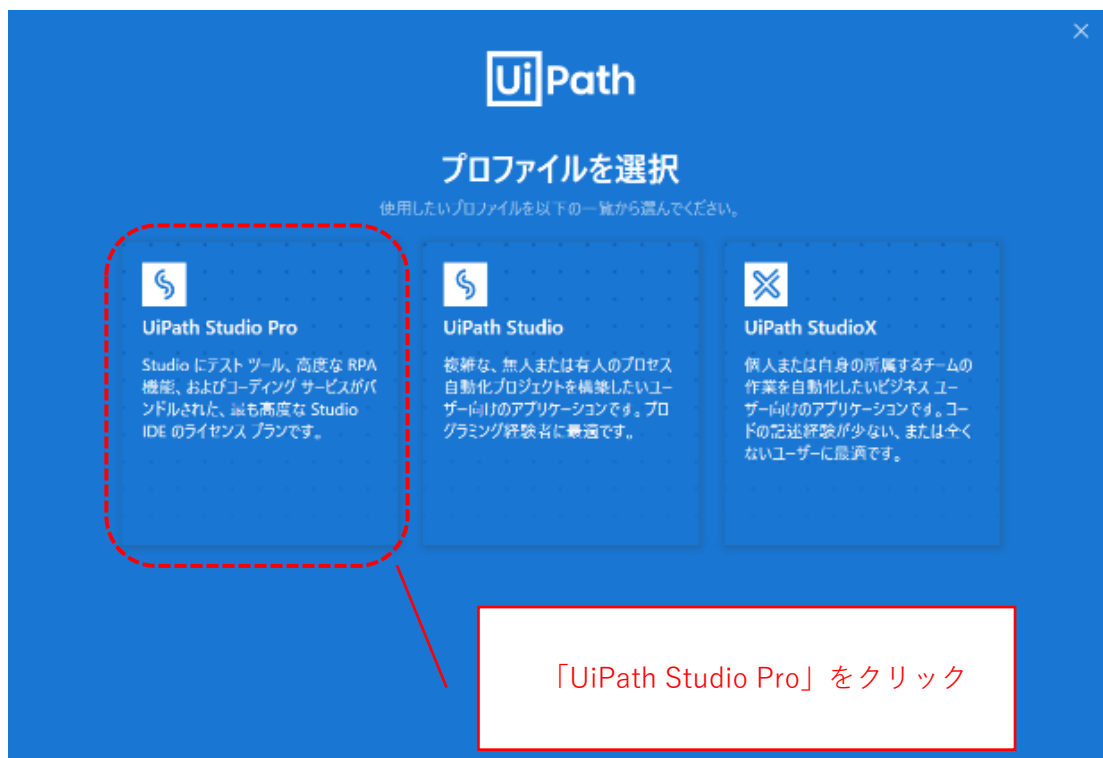 UiPath
プロファイルを選択
使用したいプロファイルを以下の一覧から選んでください。
UiPath Studio Pro
Studio にテスト ツール、高度な RPA
機能、およびコーディング サービスがバ
ンドルされた、最も高度な Studio
IDE のライセンス プランです。
UiPath Studio
複雑な、無人または有人のプロセス
自動化プロジェクトを構築したいユー
ザー向けのアプリケーションです。プロ
グラミング経験者に最適です。
UiPath StudioX
個人または自身の所属するチームの
作業を自動化したいビジネス ユー
ザー向けのアプリケーションです。コー
ドの記述経験が少ない、または全く
ないユーザーに最適です。
「UiPath Studio Pro」をクリック